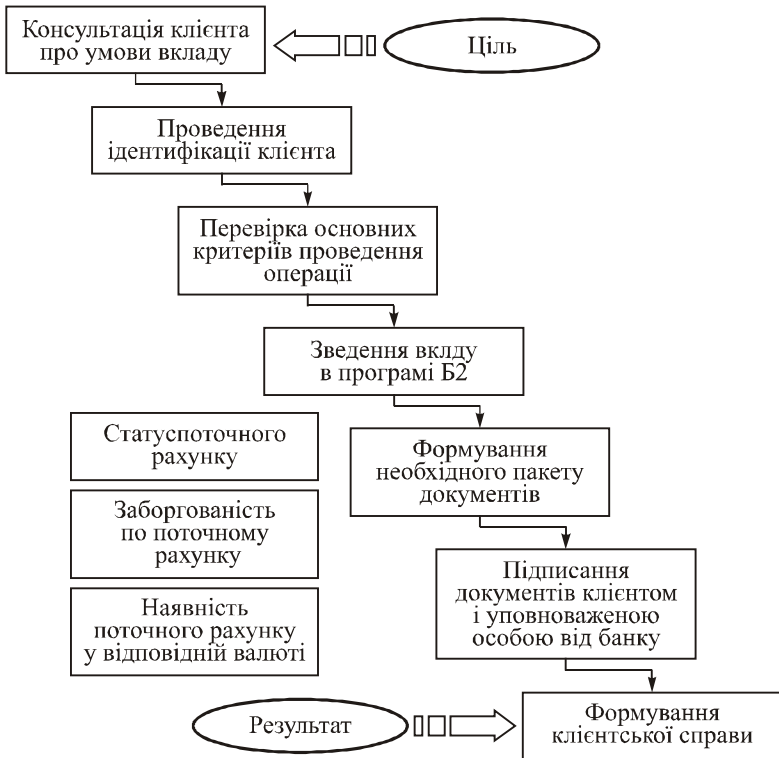 Консультація клієнта
про умови вкладу
Ціль
Проведення
ідентифікації клієнта
Перевірка основних
критеріїв проведення
операції
Зведення вклду
в програмі Б2
Статуспоточного
рахунку
Формування
необхідного пакету
документів
Заборгованість
по поточному
рахунку
Підписання
документів клієнтом
і уповноваженою
особою від банку
Наявність
поточного рахунку
у відповідній валюті
Результат
Формування
клієнтської справи